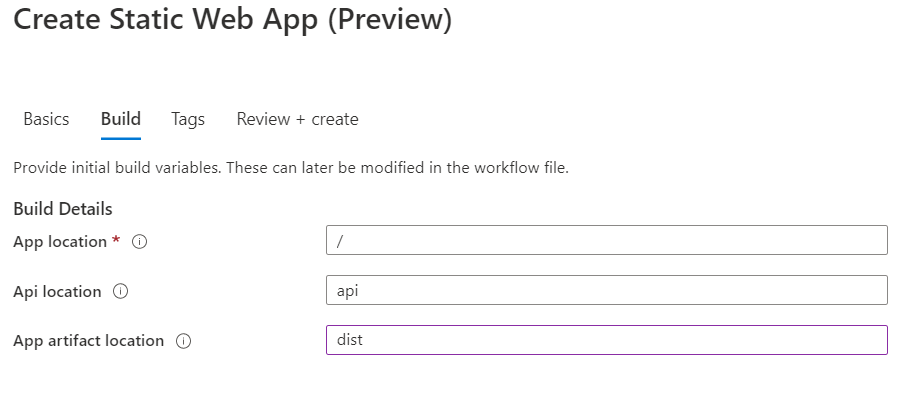 Create Static Web App (Preview)
Basics Build Tags Review + create
Provide initial build variables. These can later be modified in the workflow file.
Build Details
App location * /
Api location api
App artifact location dist